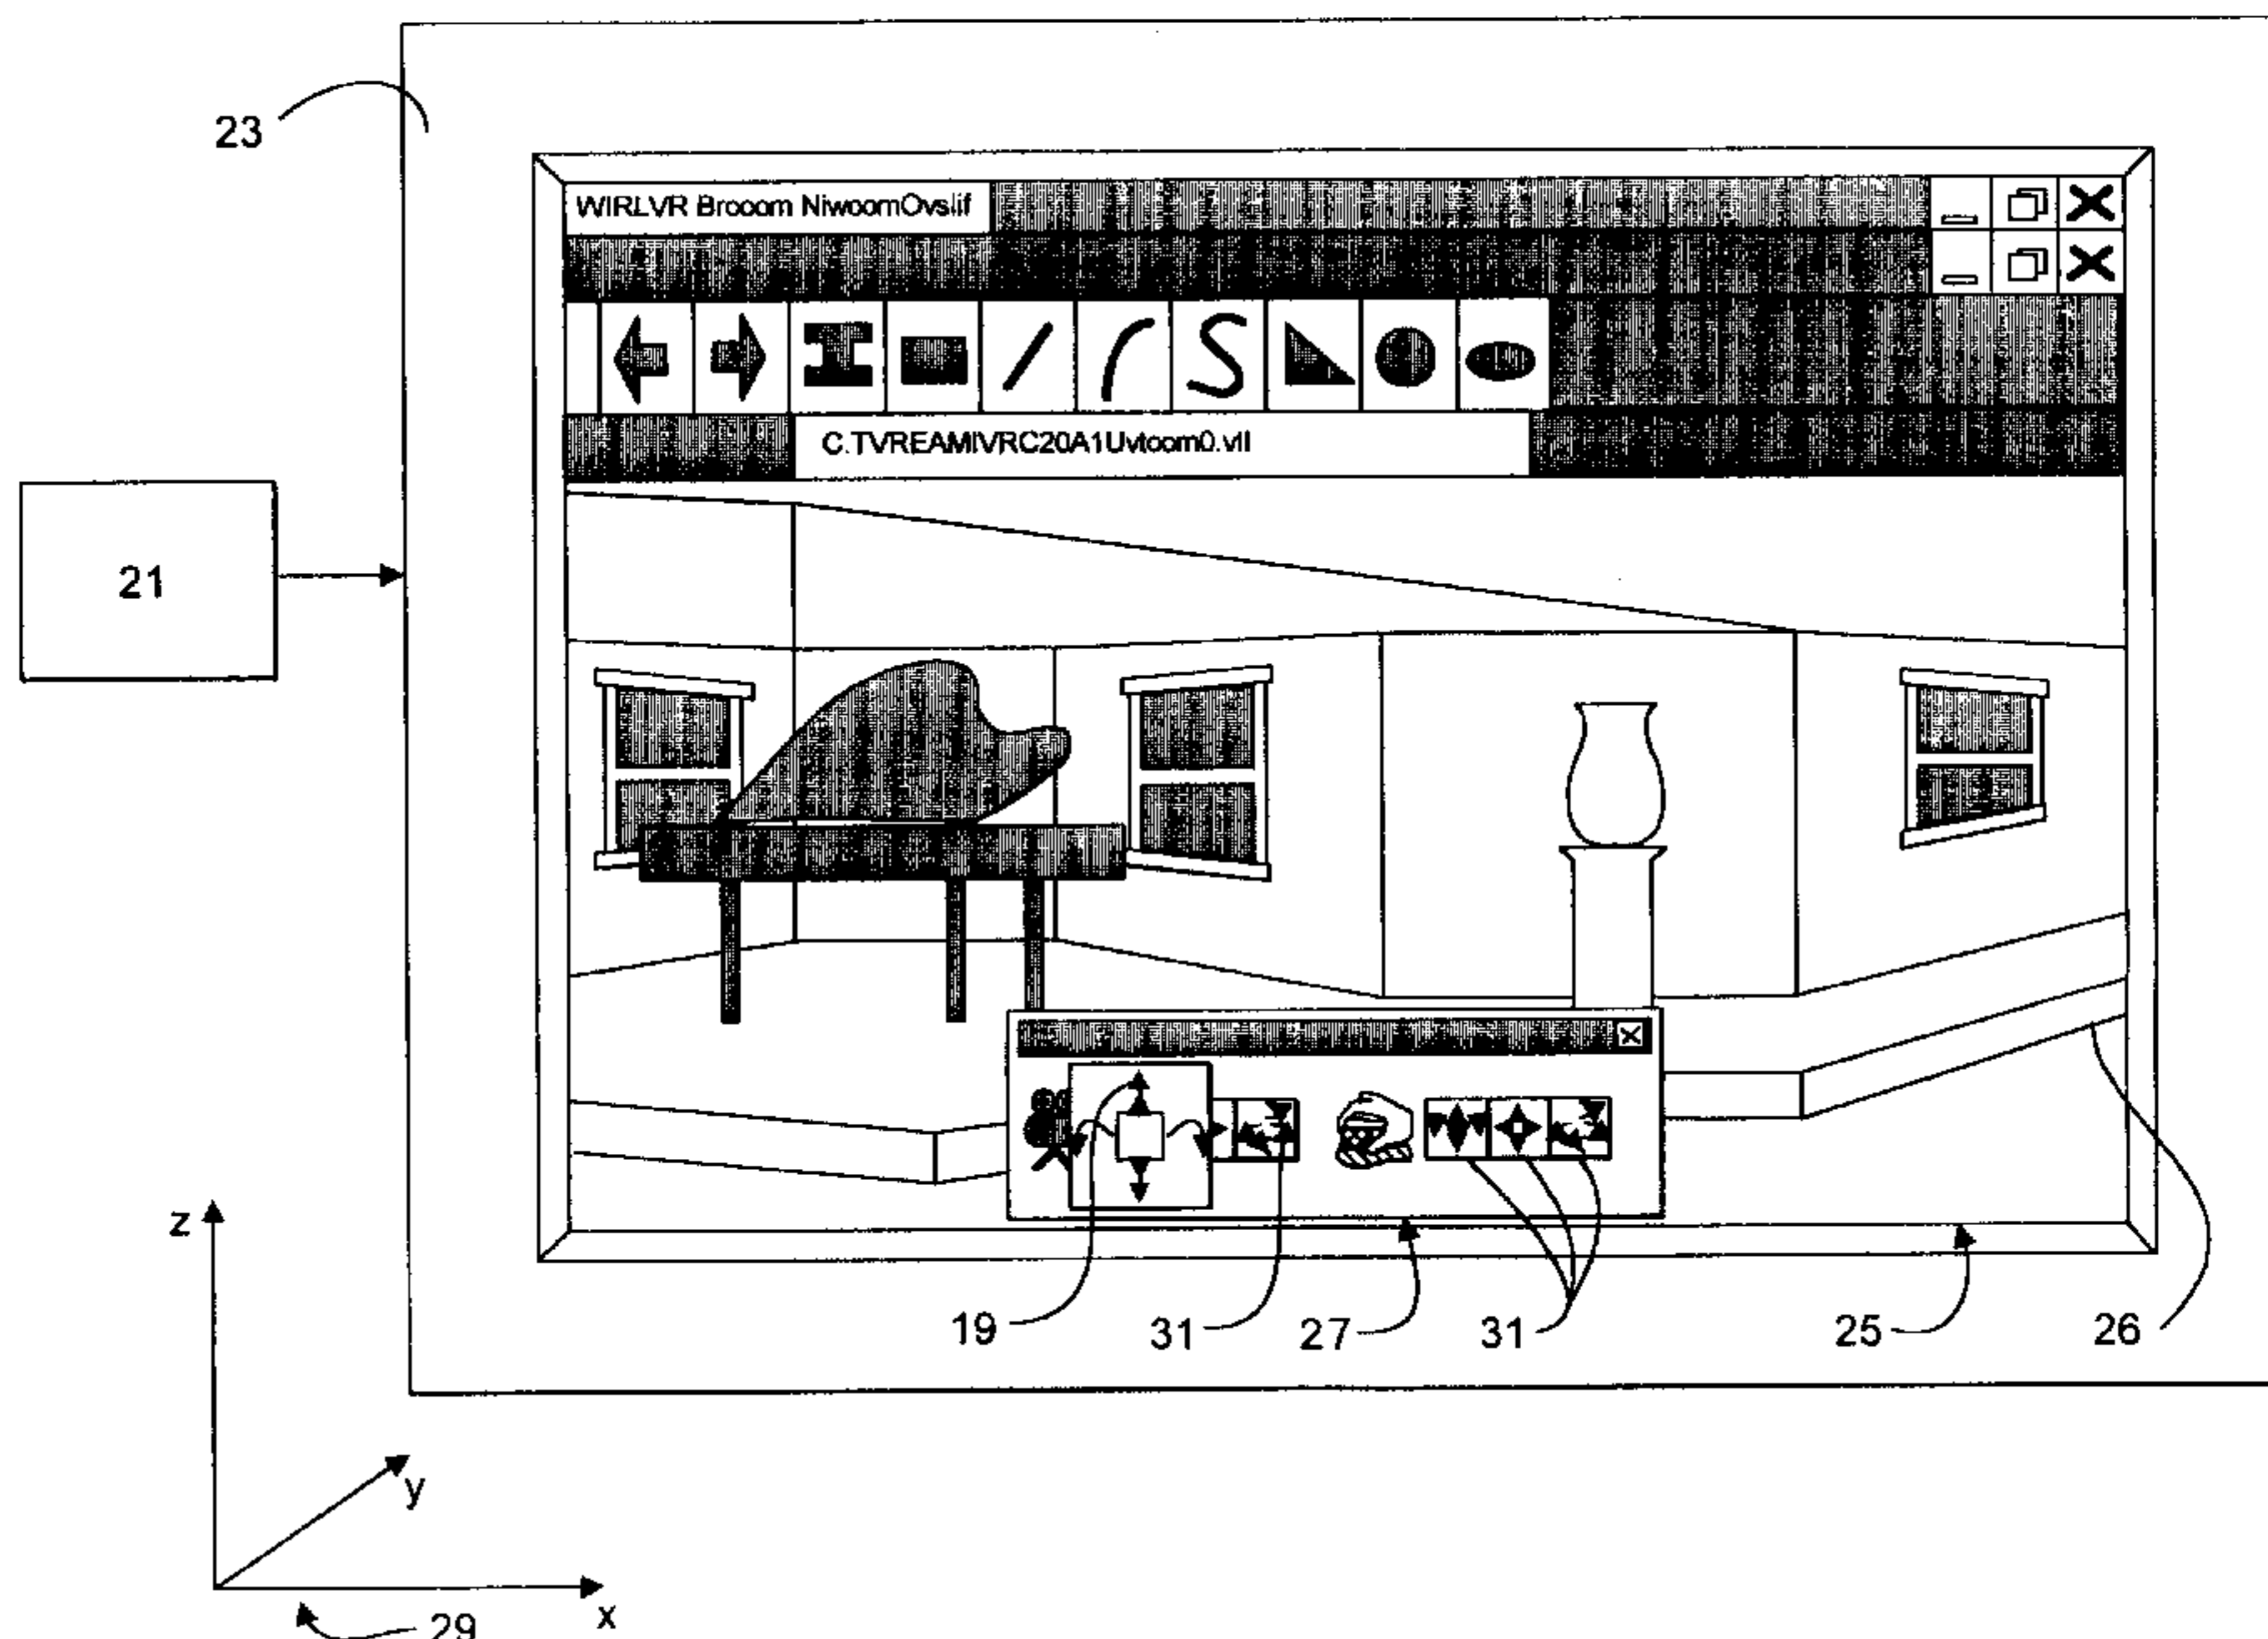 23
WIRLVR Brooom NiwoomOvslif
C.TVREAMIVRC20A1Uvtoom0.vll
21
z
19
31
27
31
25
26
y
x
29